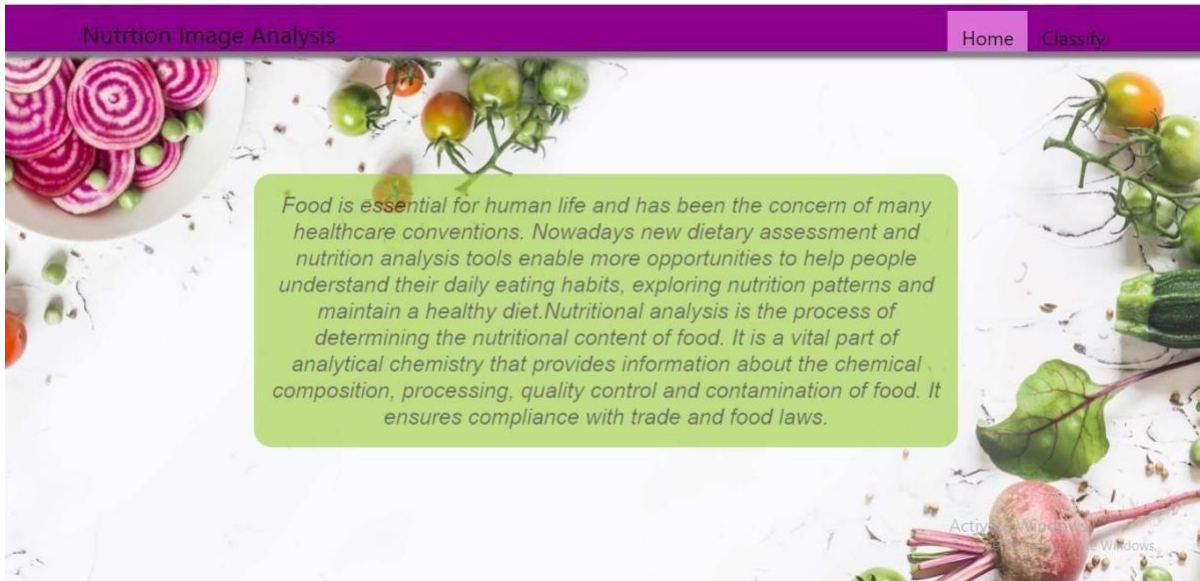 Nutrtion Image Analysis
Home
Classify
Food is essential for human life and has been the concern of many
healthcare conventions. Nowadays new dietary assessment and
nutrition analysis tools enable more opportunities to help people
understand their daily eating habits, exploring nutrition patterns and
maintain a healthy diet.Nutritional analysis is the process of
determining the nutritional content of food. It is a vital part of
analytical chemistry that provides information about the chemical
composition, processing, quality control and contamination of food. It
ensures compliance with trade and food laws.
Windows.